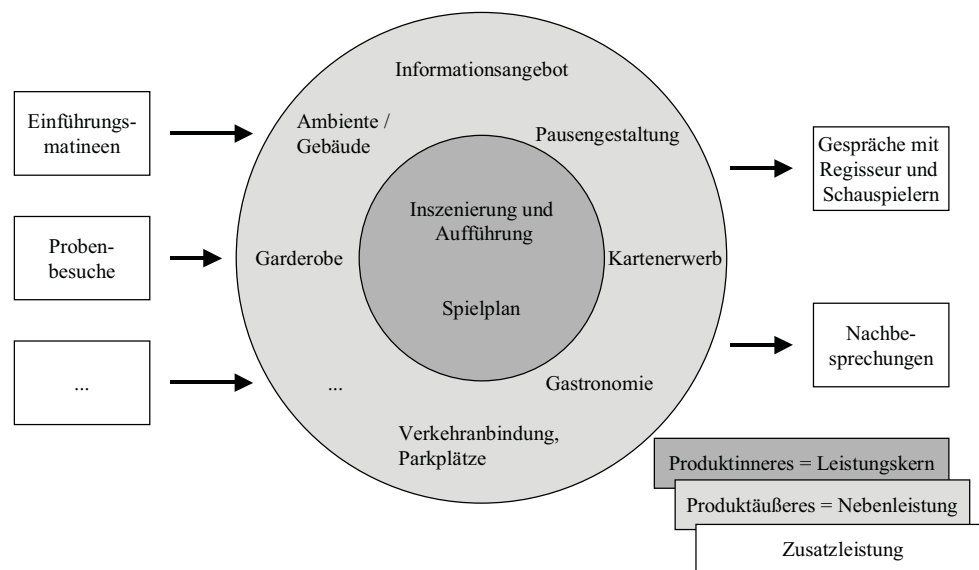 Informationsangebot
Einführungs-
matineen
Ambiente /
Gebäude
Pausengestaltung
Gespräche mit
Regisseur und
Schauspielern
Inszenierung und
Aufführung
Proben-
besuche
Garderobe
Kartenerwerb
Spielplan
Nachbe-
sprechungen
...
...
Gastronomie
Verkehranbindung,
Parkplätze
Produktinneres = Leistungskern
Produktäußeres = Nebenleistung
Zusatzleistung